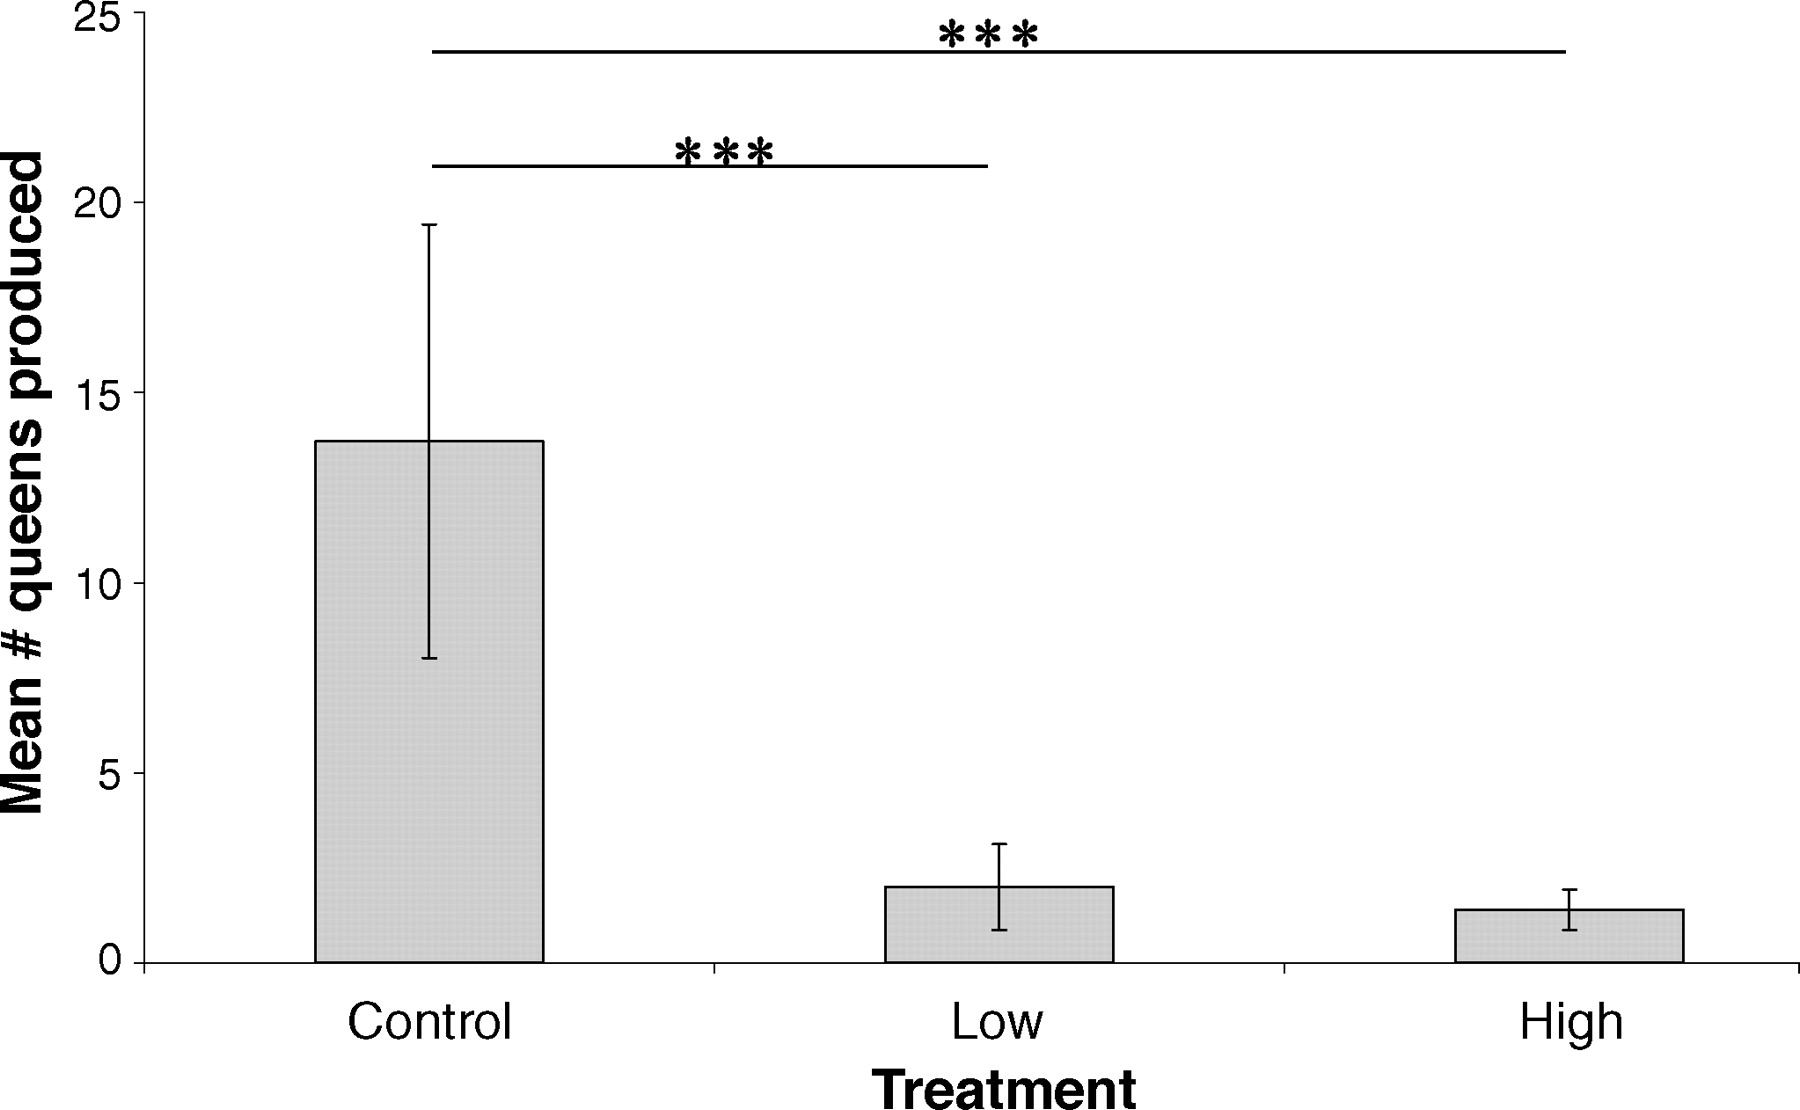 25
***
***
20
15
10
5
0
Mean # queens produced
Control Low High
Treatment